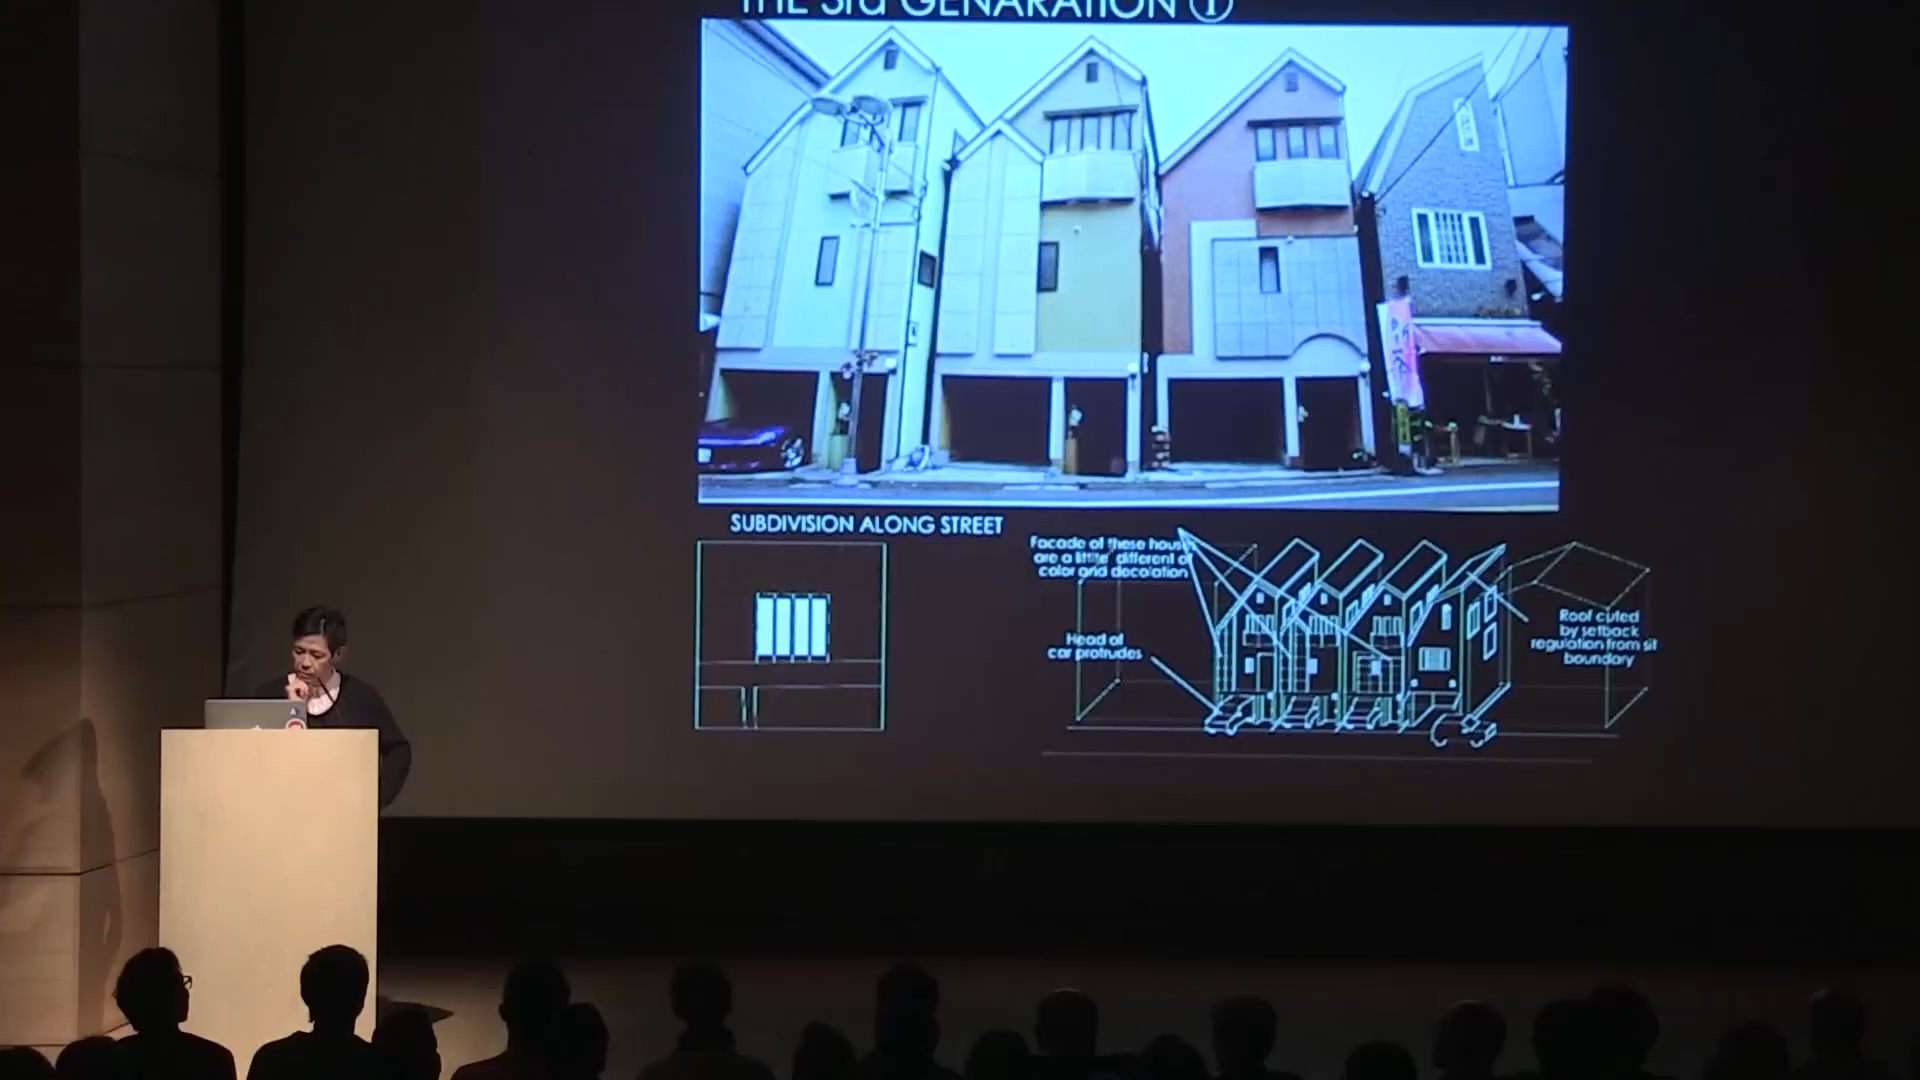 THE 3rd GENARATION ①
SUBDIVISION ALONG STREET
Facade of these house
are a little different of
color and decolation
Head of
car protrudes
Roof cuted
by setback
regulation from sit
boundary